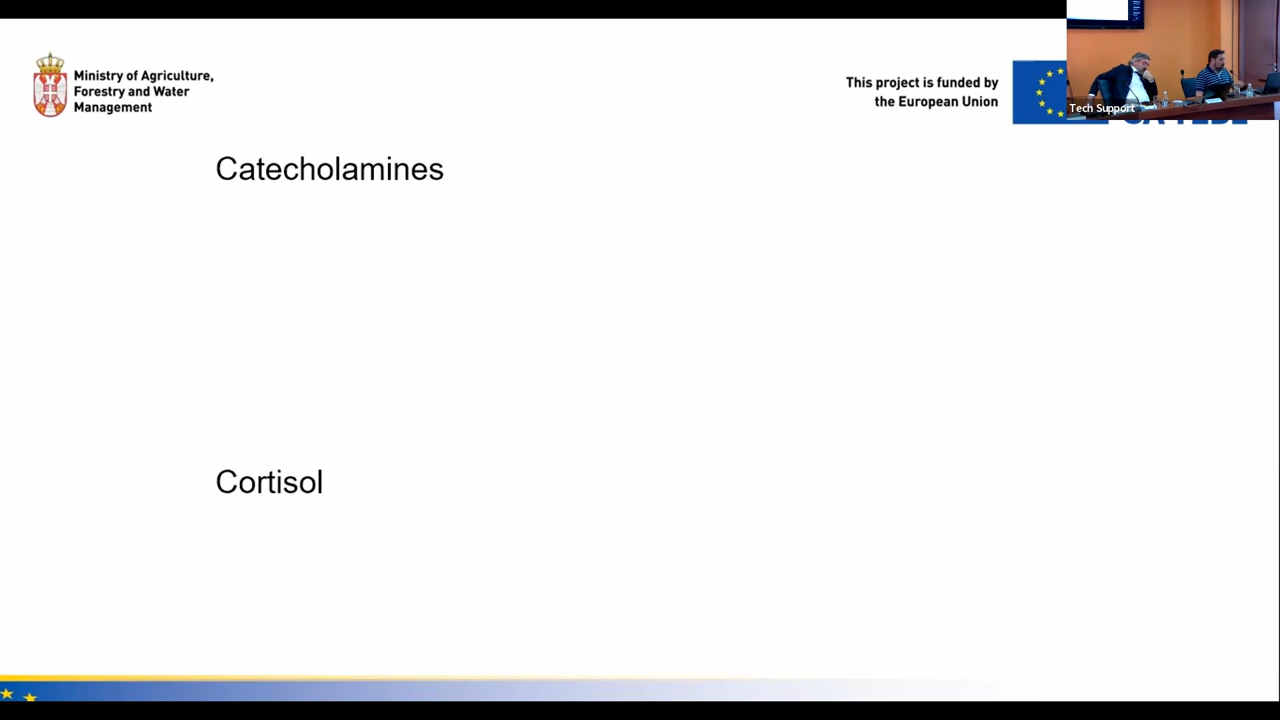 Ministry of Agriculture,
Forestry and Water
Management
This project is funded by
the European Union
Tech Support
Catecholamines
Cortisol